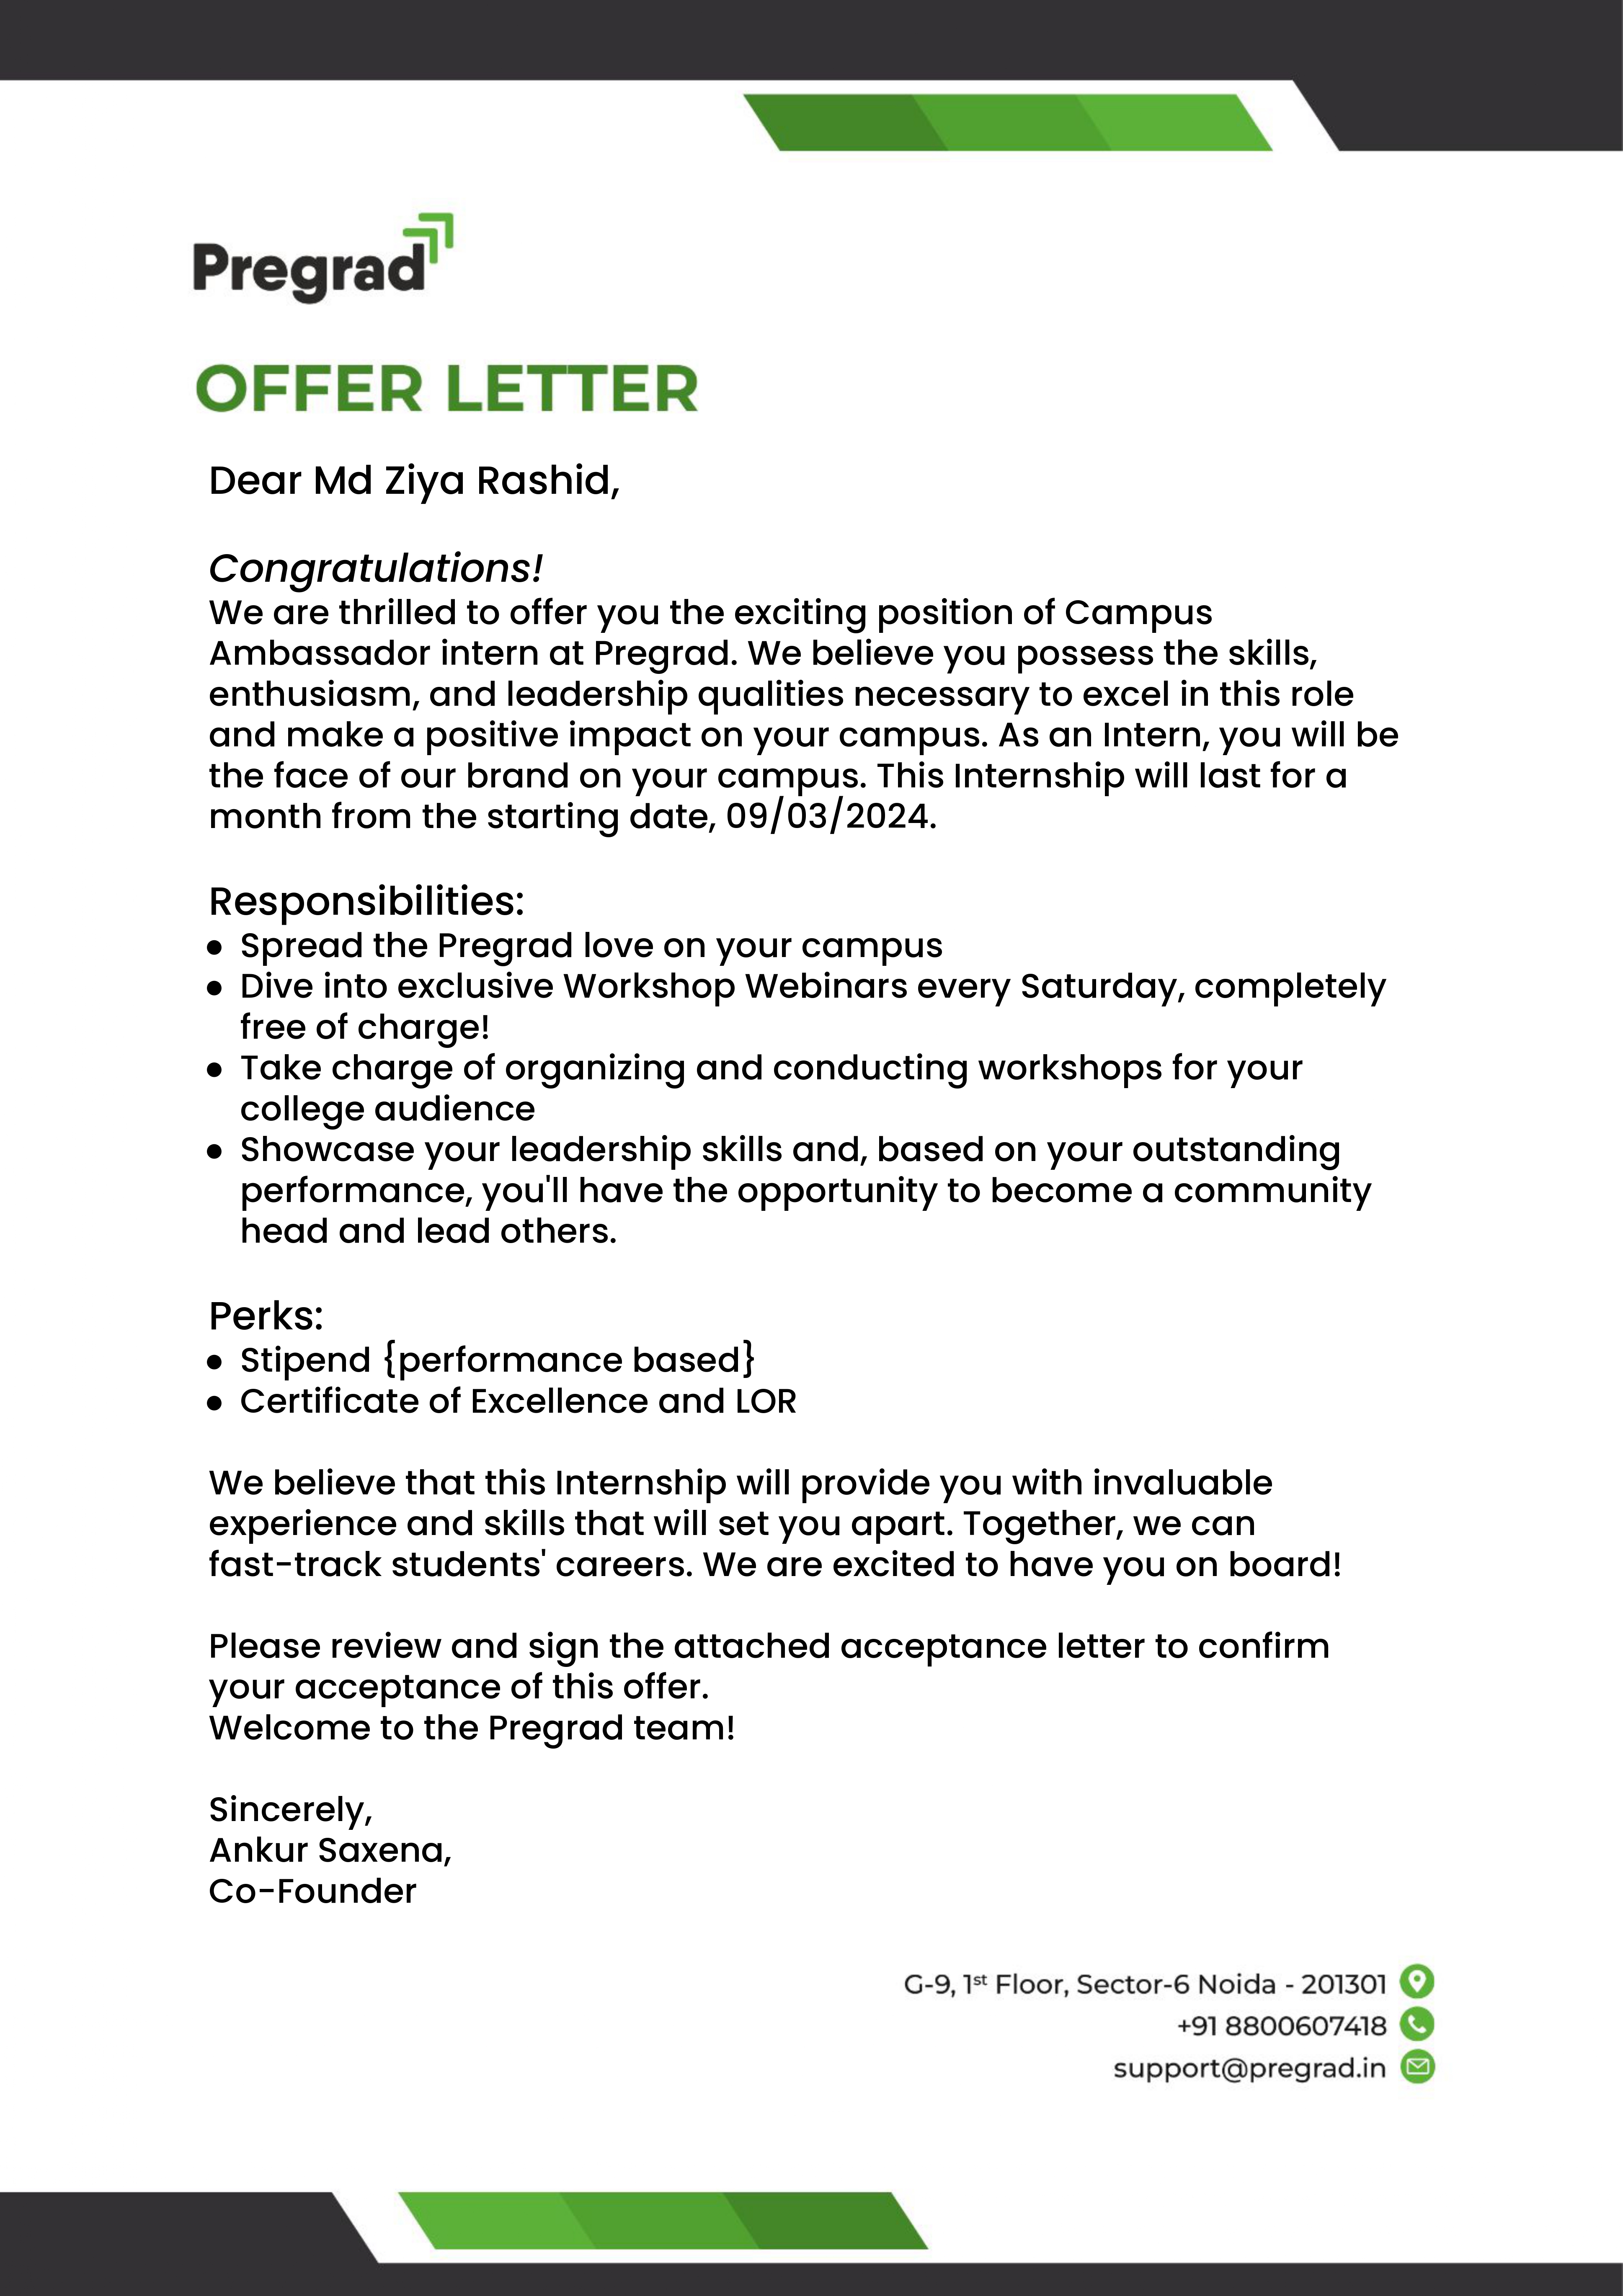 Pregrad
OFFER LETTER
Dear Md Ziya Rashid,
Congratulations!
We are thrilled to offer you the exciting position of Campus
Ambassador intern at Pregrad. We believe you possess the skills,
enthusiasm, and leadership qualities necessary to excel in this role
and make a positive impact on your campus. As an Intern, you will be
the face of our brand on your campus. This Internship will last for a
month from the starting date, 09/03/2024.
Responsibilities:
● Spread the Pregrad love on your campus
● Dive into exclusive Workshop Webinars every Saturday, completely
free of charge!
● Take charge of organizing and conducting workshops for your
college audience
● Showcase your leadership skills and, based on your outstanding
performance, you'll have the opportunity to become a community
head and lead others.
Perks:
● Stipend {performance based}
● Certificate of Excellence and LOR
We believe that this Internship will provide you with invaluable
experience and skills that will set you apart. Together, we can
fast-track students' careers. We are excited to have you on board!
Please review and sign the attached acceptance letter to confirm
your acceptance of this offer.
Welcome to the Pregrad team!
Sincerely,
Ankur Saxena,
Co-Founder
G-9, 1st Floor, Sector-6 Noida - 201301
+91 8800607418
support@pregrad.in